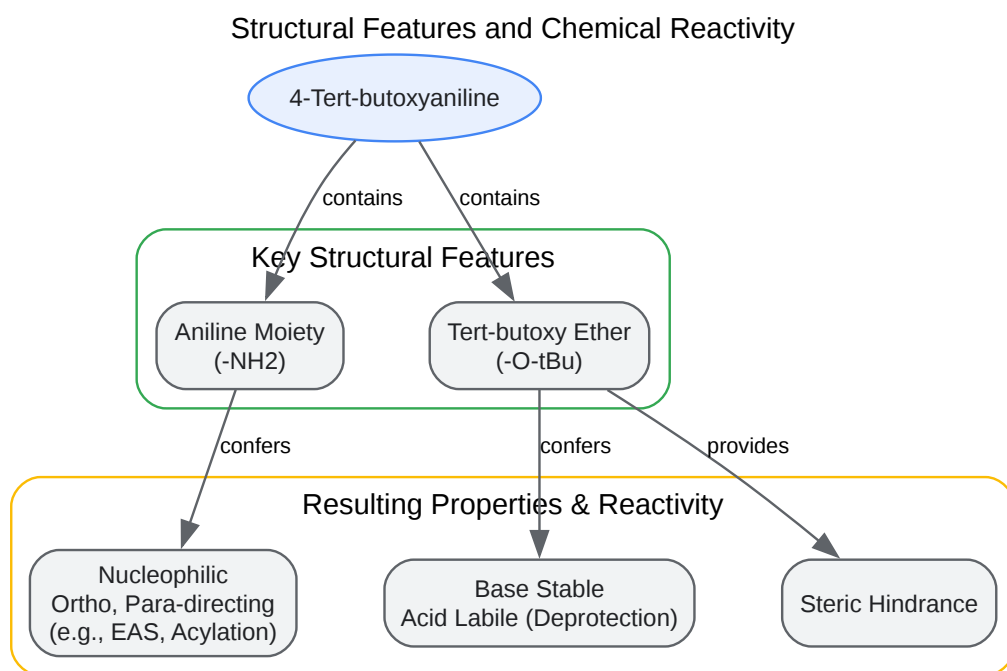 Structural Features and Chemical Reactivity
4-Tert-butoxyaniline
contains
contains
Key Structural Features
Aniline Moiety
(-NH2)
Tert-butoxy Ether
(-O-tBu)
confers
confers
provides
Resulting Properties & Reactivity
Nucleophilic
Ortho, Para-directing
(e.g., EAS, Acylation)
Base Stable
Acid Labile (Deprotection)
Steric Hindrance